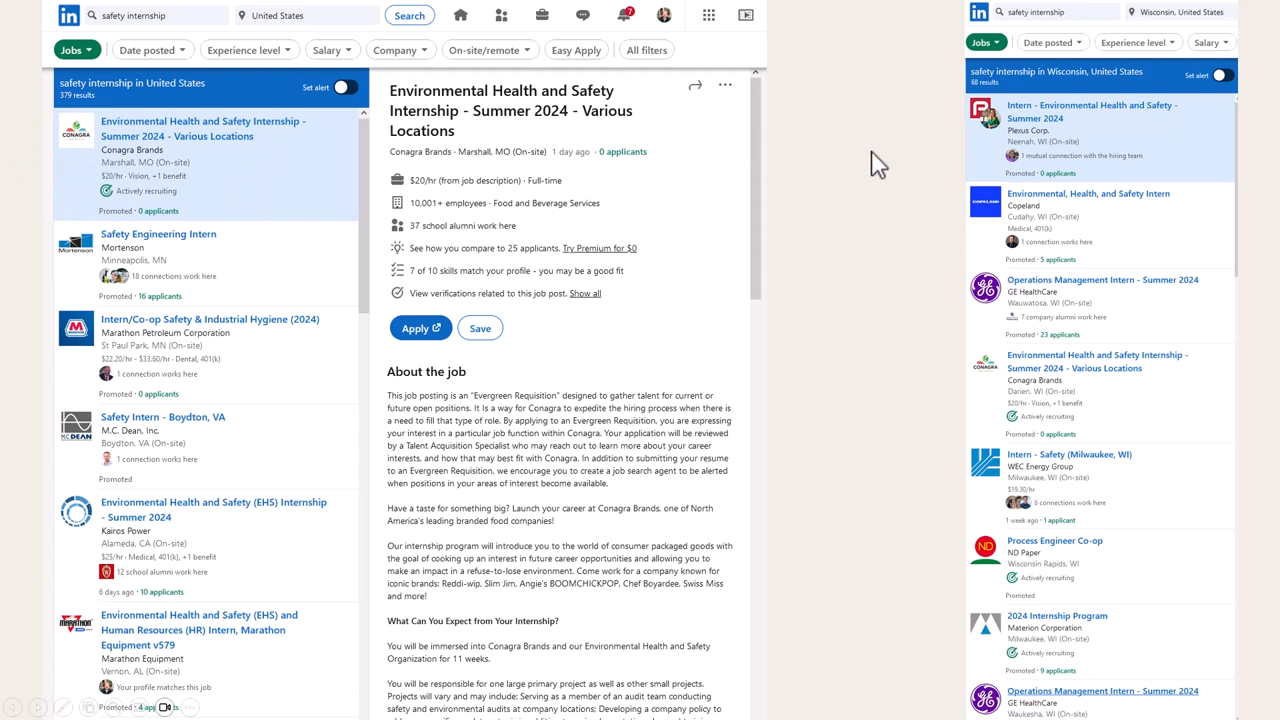 in
safety internship
United States
Search
7
Jobs
Date posted
Experience level
Salary
Company
On-site/remote
Easy Apply
All filters
safety internship in United States
379 results
Set alert
CONAGRA
Environmental Health and Safety Internship -
Summer 2024 - Various Locations
Conagra Brands
Marshall, MO (On-site)
$20/hr · Vision, +1 benefit
Actively recruiting
Promoted · 0 applicants
MORTENSON
Safety Engineering Intern
Mortenson
Minneapolis, MN
18 connections work here
Promoted · 16 applicants
Intern/Co-op Safety & Industrial Hygiene (2024)
Marathon Petroleum Corporation
St Paul Park, MN (On-site)
$22.20/hr - $33.60/hr · Dental, 401(k)
1 connection works here
Promoted · 0 applicants
M.C. DEAN
Safety Intern - Boydton, VA
M.C. Dean, Inc.
Boydton, VA (On-site)
1 connection works here
Promoted
Environmental Health and Safety (EHS) Internship
- Summer 2024
Kairos Power
Alameda, CA (On-site)
$25/hr · Medical, 401(k), +1 benefit
12 school alumni work here
6 days ago · 10 applicants
MARATHON
Environmental Health and Safety (EHS) and
Human Resources (HR) Intern, Marathon
Equipment v579
Marathon Equipment
Vernon, AL (On-site)
Your profile matches this job
Promoted · 4
Environmental Health and Safety
Internship - Summer 2024 - Various
Locations
Conagra Brands · Marshall, MO (On-site) 1 day ago · 0 applicants
$20/hr (from job description) · Full-time
10,001+ employees · Food and Beverage Services
37 school alumni work here
See how you compare to 25 applicants. Try Premium for $0
7 of 10 skills match your profile - you may be a good fit
View verifications related to this job post. Show all
Apply
Save
About the job
This job posting is an "Evergreen Requisition" designed to gather talent for current or
future open positions. It is a way for Conagra to expedite the hiring process when there is
a need to fill that type of role. By applying to an Evergreen Requisition, you are expressing
your interest in a particular job function within Conagra. Your application will be reviewed
by a Talent Acquisition Specialist who may reach out to learn more about your career
interests, and how that may best fit with Conagra. In addition to submitting your resume
to an Evergreen Requisition, we encourage you to create a job search agent to be alerted
when positions in your areas of interest become available.
Have a taste for something big? Launch your career at Conagra Brands, one of North
America's leading branded food companies!
Our internship program will introduce you to the world of consumer packaged goods with
the goal of cooking up an interest in future career opportunities and allowing you to
make an impact in a refuse-to-lose environment. Come work for a company known for
iconic brands: Reddi-wip, Slim Jim, Angie's BOOMCHICKPOP, Chef Boyardee, Swiss Miss
and more!
What Can You Expect from Your Internship?
You will be immersed into Conagra Brands and our Environmental Health and Safety
Organization for 11 weeks.
You will be responsible for one large primary project as well as other small projects.
Projects will vary and may include: Serving as a member of an audit team conducting
safety and environmental audits at company locations; Developing a company policy
in
safety internship
Wisconsin, United States
Jobs
Date posted
Experience level
Salary
safety internship in Wisconsin, United States
68 results
Set alert
Intern - Environmental Health and Safety -
Summer 2024
Plexus Corp.
Neenah, WI (On-site)
1 mutual connection with the hiring team
Promoted · 0 applicants
COPELAND
Environmental, Health, and Safety Intern
Copeland
Cudahy, WI (On-site)
Medical, 401(k)
1 connection works here
Promoted · 5 applicants
Operations Management Intern - Summer 2024
GE HealthCare
Wauwatosa, WI (On-site)
7 company alumni work here
Promoted · 23 applicants
CONAGRA
Environmental Health and Safety Internship -
Summer 2024 - Various Locations
Conagra Brands
Darien, WI (On-site)
$20/hr · Vision, +1 benefit
Actively recruiting
Promoted · 0 applicants
Intern - Safety (Milwaukee, WI)
WEC Energy Group
Milwaukee, WI (On-site)
$19.30/hr
6 connections work here
1 week ago · 1 applicant
ND
Process Engineer Co-op
ND Paper
Wisconsin Rapids, WI
Actively recruiting
Promoted
2024 Internship Program
Materion Corporation
Milwaukee, WI (On-site)
Actively recruiting
Promoted · 9 applicants
Operations Management Intern - Summer 2024
GE HealthCare
Waukesha, WI (On-site)